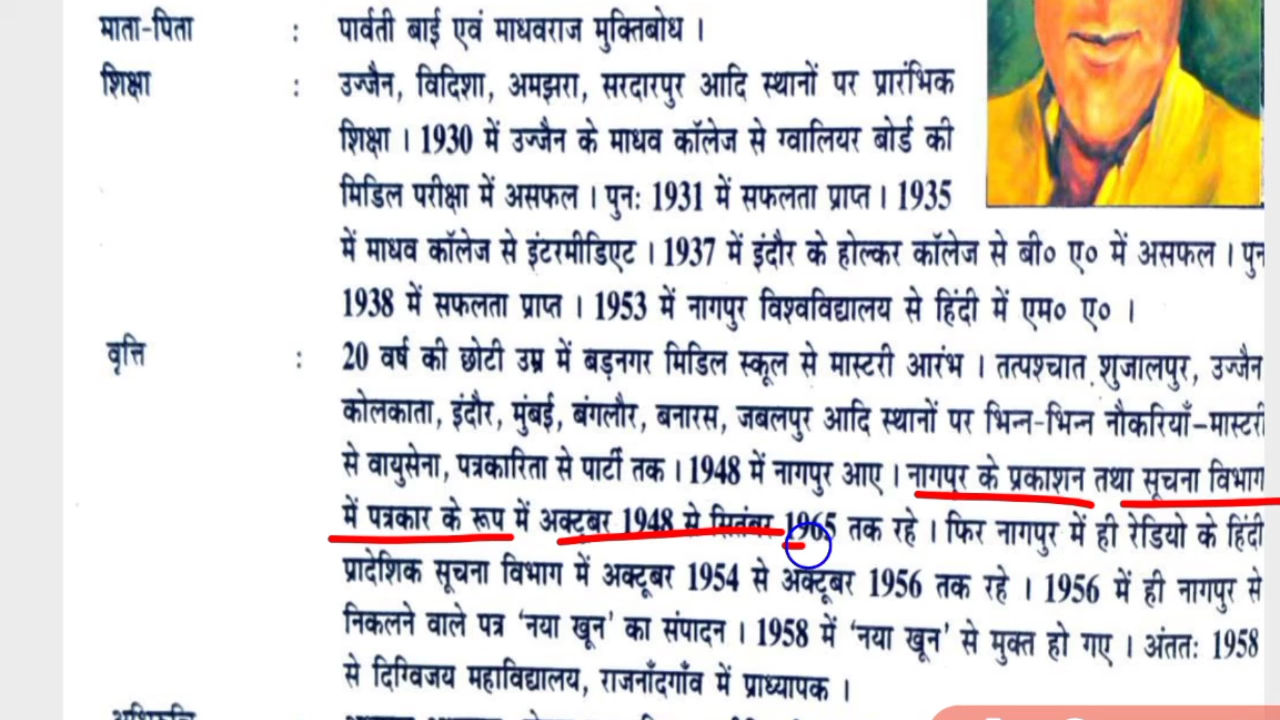 माता-पिता : पार्वती बाई एवं माधवराज मुक्तिबोध ।
शिक्षा : उज्जैन, विदिशा, अमझरा, सरदारपुर आदि स्थानों पर प्रारंभिक
शिक्षा । 1930 में उज्जैन के माधव कॉलेज से ग्वालियर बोर्ड की
मिडिल परीक्षा में असफल । पुनः 1931 में सफलता प्राप्त । 1935
में माधव कॉलेज से इंटरमीडिएट । 1937 में इंदौर के होल्कर कॉलेज से बी० ए० में असफल । पुन
1938 में सफलता प्राप्त । 1953 में नागपुर विश्वविद्यालय से हिंदी में एम० ए० ।
वृत्ति : 20 वर्ष की छोटी उम्र में बड़नगर मिडिल स्कूल से मास्टरी आरंभ । तत्पश्चात शुजालपुर, उज्जैन
कोलकाता, इंदौर, मुंबई, बंगलौर, बनारस, जबलपुर आदि स्थानों पर भिन्न-भिन्न नौकरियाँ–मास्टरी
से वायुसेना, पत्रकारिता से पार्टी तक । 1948 में नागपुर आए । नागपुर के प्रकाशन तथा सूचना विभाग
में पत्रकार के रूप में अक्टूबर 1948 से सितंबर 1965 तक रहे । फिर नागपुर में ही रेडियो के हिंदी
प्रादेशिक सूचना विभाग में अक्टूबर 1954 से अक्टूबर 1956 तक रहे । 1956 में ही नागपुर से
निकलने वाले पत्र ‘नया खून’ का संपादन । 1958 में ‘नया खून’ से मुक्त हो गए । अंततः 1958
से दिग्विजय महाविद्यालय, राजनाँदगाँव में प्राध्यापक ।